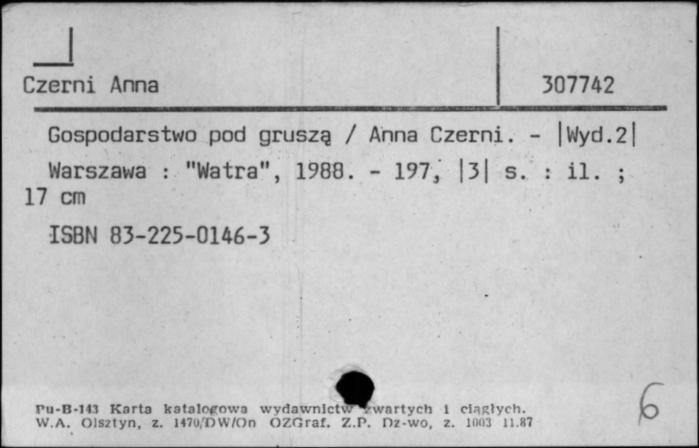 Czerni Anna 307742
Gospodarstwo pod gruszą / Anna Czerni. - |Wyd.2|
Warszawa : "Watra", 1988. - 197, |3| s. : il. ;
17 cm
ISBN 83-225-0146-3
Pu-B-143 Karta katalogowa wydawnictw zwartych i ciągłych.
W.A. Olsztyn, z. 1470/DW/On OZGraf. Z.P. Dz-wo, z. 1003 11.87
6